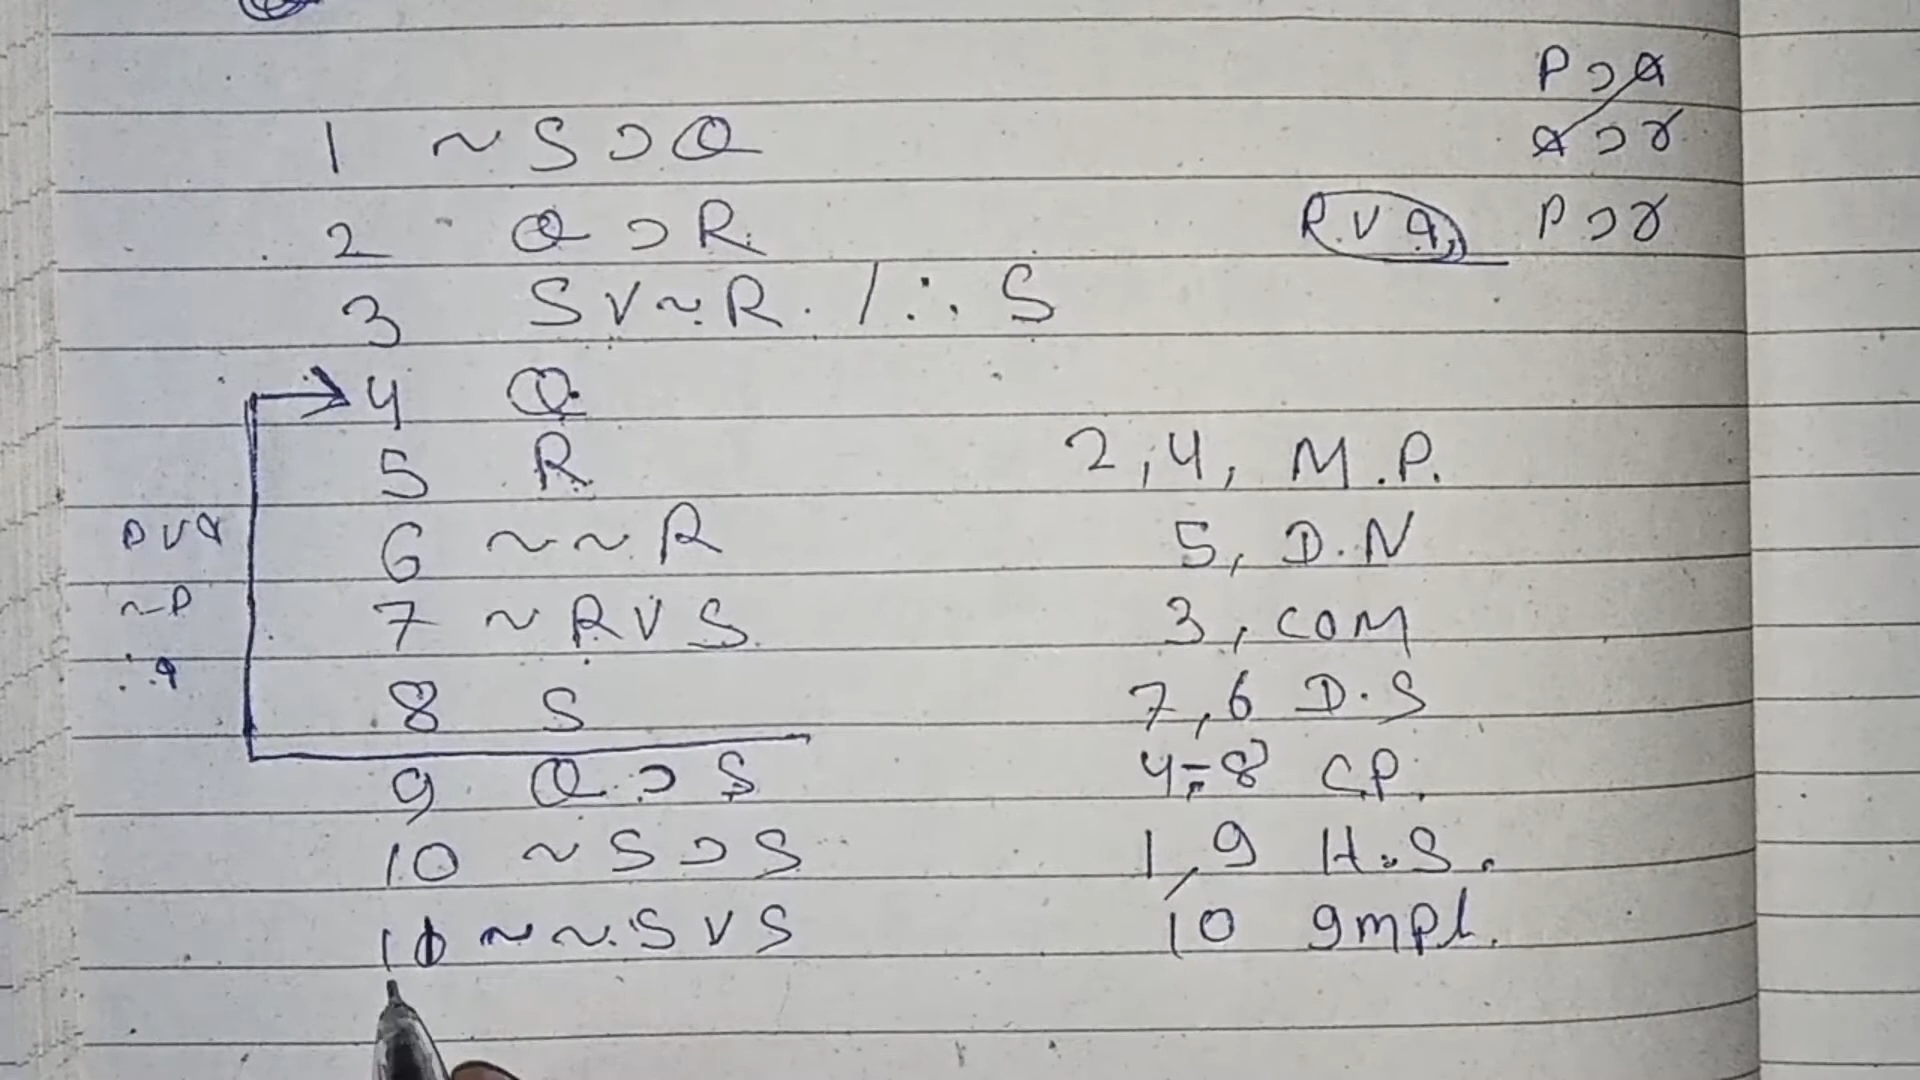 P ⊃ q
q ⊃ r
R V q, P ⊃ r
1 ~ S ⊃ Q
2 Q ⊃ R
3 S V ~ R. / ∴ S
4 Q
5 R 2,4, M.P.
6 ~ ~ R 5, D.N
7 ~ R V S 3, COM
8 S 7,6 D.S
9 Q ⊃ S 4-8 C.P.
10 ~ S ⊃ S 1,9 H.S.
11 ~ ~ S V S 10 Impl.
P V q
~ P
∴ q